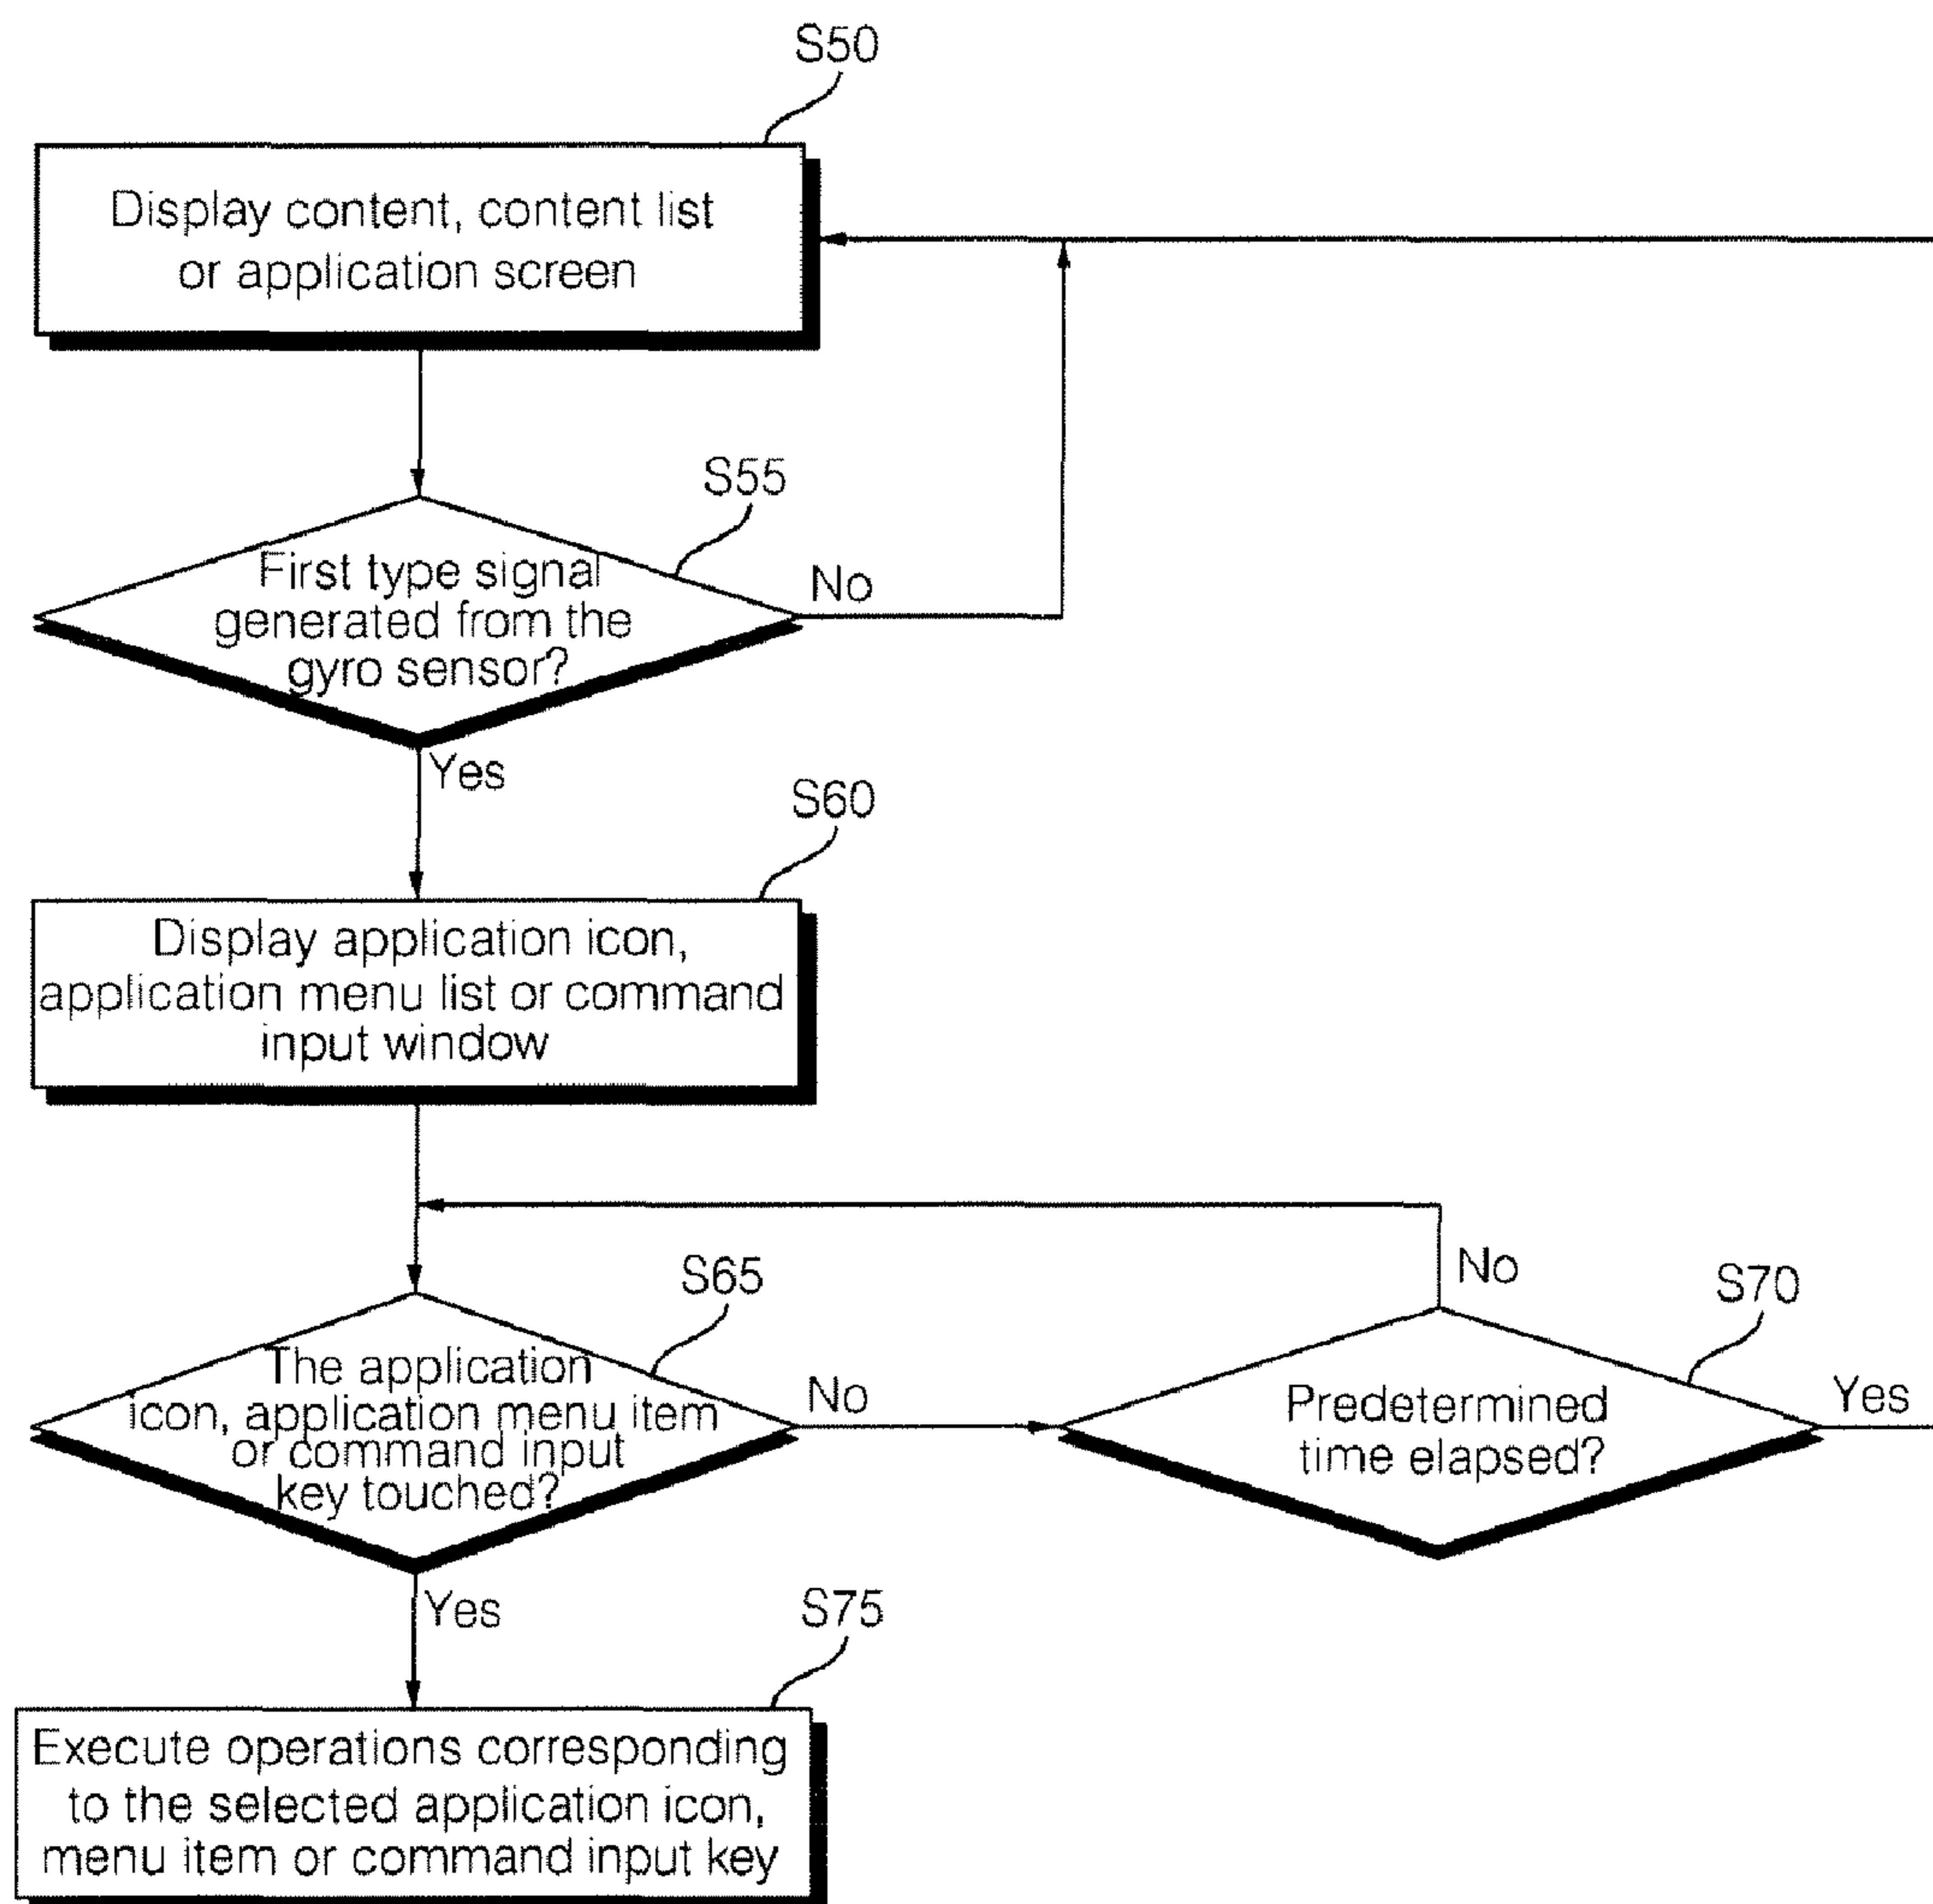 S50
Display content, content list
or application screen
S55
First type signal
generated from the
gyro sensor?
No
Yes
S60
Display application icon,
application menu list or command
input window
S65
The application
icon, application menu item
or command input
key touched?
No
No
S70
Predetermined
time elapsed?
Yes
Yes
S75
Execute operations corresponding
to the selected application icon,
menu item or command input key